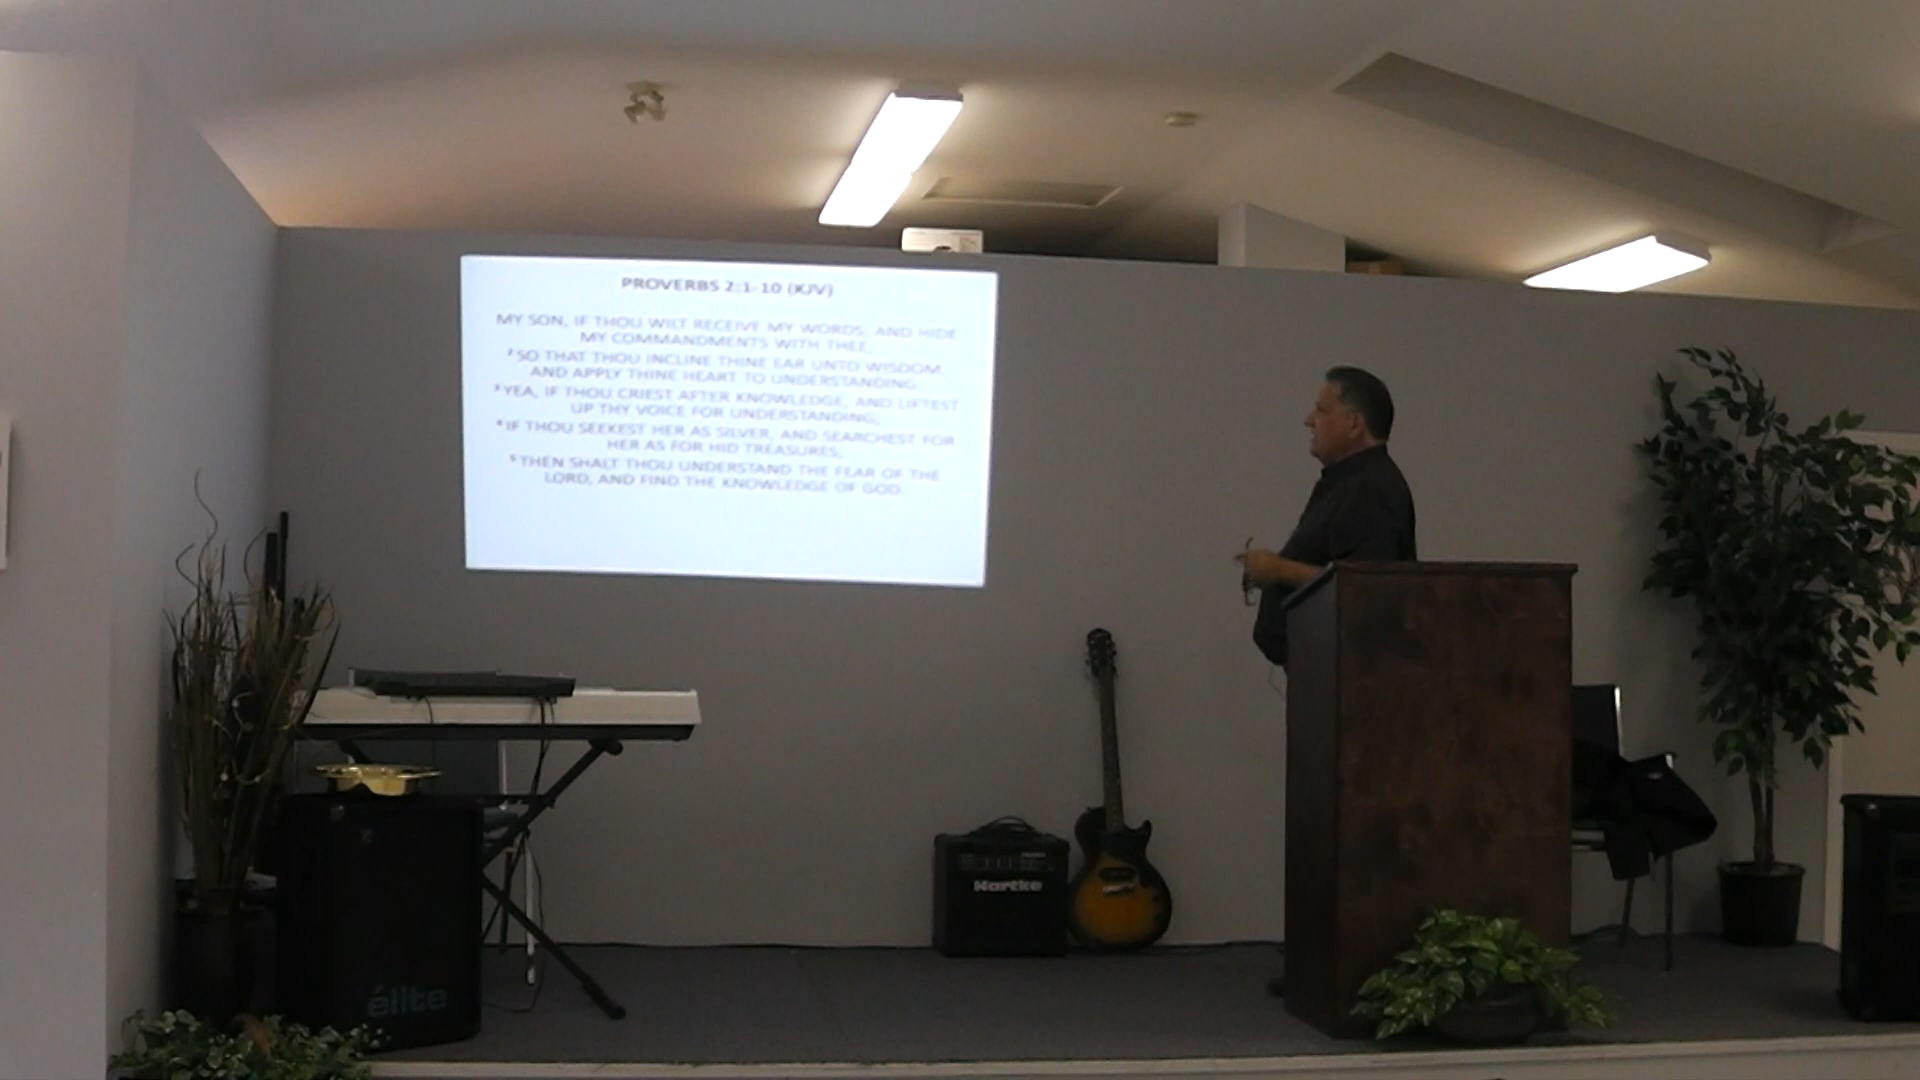 PROVERBS 2:1-10 (KJV)
MY SON, IF THOU WILT RECEIVE MY WORDS, AND HIDE
MY COMMANDMENTS WITH THEE,
2 SO THAT THOU INCLINE THINE EAR UNTO WISDOM,
AND APPLY THINE HEART TO UNDERSTANDING.
3 YEA, IF THOU CRIEST AFTER KNOWLEDGE, AND LIFTEST
UP THY VOICE FOR UNDERSTANDING;
4 IF THOU SEEKEST HER AS SILVER, AND SEARCHEST FOR
HER AS FOR HID TREASURES;
5 THEN SHALT THOU UNDERSTAND THE FEAR OF THE
LORD, AND FIND THE KNOWLEDGE OF GOD.
Hartke
élite